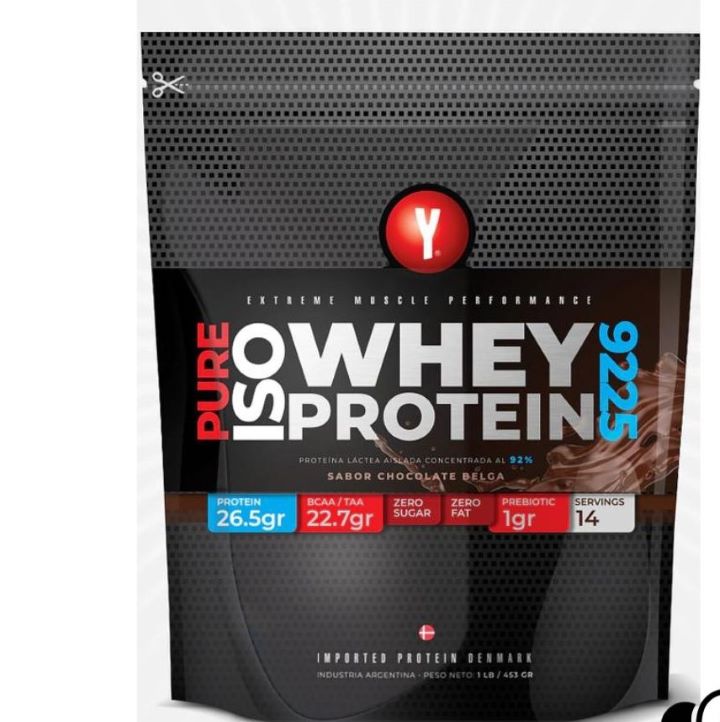 Y
EXTREME MUSCLE PERFORMANCE
PURE ISO WHEY PROTEIN 9225
PROTEÍNA LÁCTEA AISLADA CONCENTRADA AL 92%
SABOR CHOCOLATE BELGA
PROTEIN 26.5gr
BCAA / TAA 22.7gr
ZERO SUGAR
ZERO FAT
PREBIOTIC 1gr
SERVINGS 14
IMPORTED PROTEIN DENMARK
INDUSTRIA ARGENTINA - PESO NETO: 1 LB / 453 GR